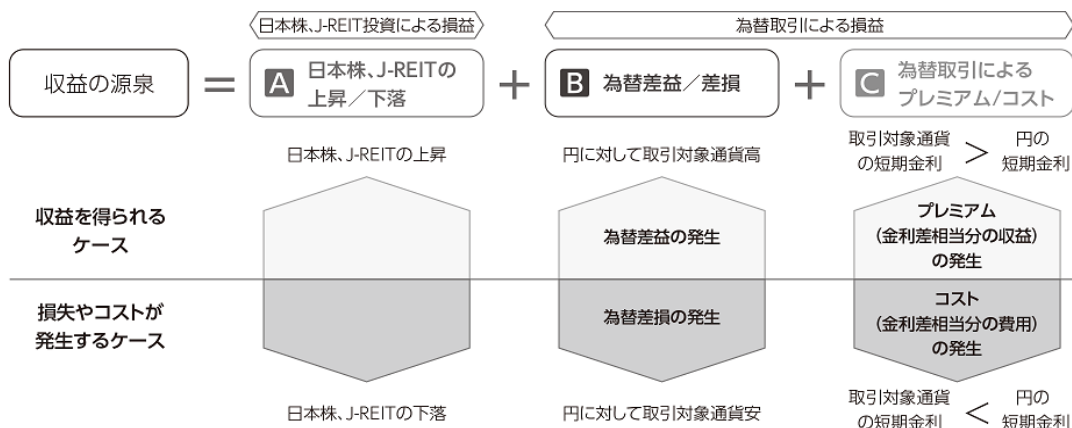 日本株、J-REIT投資による損益
為替取引による損益
収益の源泉
=
A 日本株、J-REITの
上昇/下落
+
B 為替差益/差損
+
C 為替取引による
プレミアム/コスト
日本株、J-REITの上昇
円に対して取引対象通貨高
取引対象通貨
の短期金利
>
円の
短期金利
収益を得られる
ケース
為替差益の発生
プレミアム
(金利差相当分の収益)
の発生
損失やコストが
発生するケース
為替差損の発生
コスト
(金利差相当分の費用)
の発生
日本株、J-REITの下落
円に対して取引対象通貨安
取引対象通貨
の短期金利
<
円の
短期金利